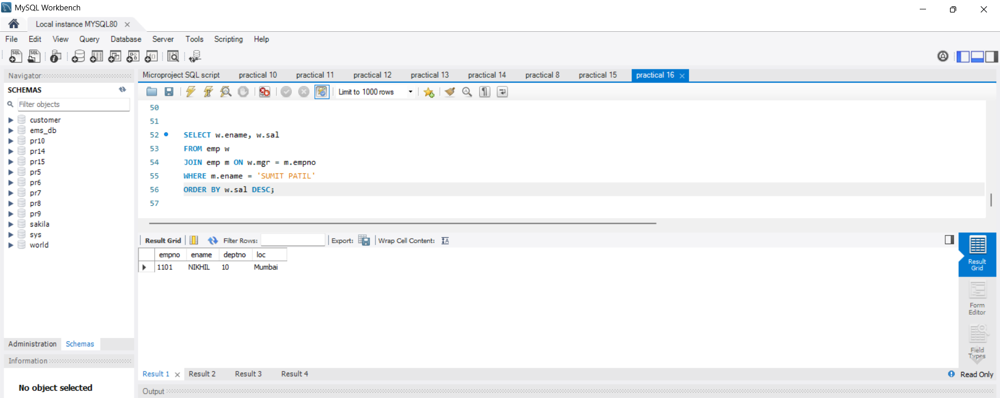 MySQL Workbench
Local instance MYSQL80
File Edit View Query Database Server Tools Scripting Help
Navigator
SCHEMAS
Filter objects
customer
ems_db
pr10
pr14
pr15
pr5
pr6
pr7
pr8
pr9
sakila
sys
world
Administration Schemas
Information
No object selected
Microproject SQL script practical 10 practical 11 practical 12 practical 13 practical 14 practical 8 practical 15 practical 16
Limit to 1000 rows
50
51
52 SELECT w.ename, w.sal
53 FROM emp w
54 JOIN emp m ON w.mgr = m.empno
55 WHERE m.ename = 'SUMIT PATIL'
56 ORDER BY w.sal DESC;
57
Result Grid Filter Rows: Export: Wrap Cell Content:
empno ename deptno loc
1101 NIKHIL 10 Mumbai
Result
Grid
Form
Editor
Field
Types
Result 1 Result 2 Result 3 Result 4
Read Only
Output